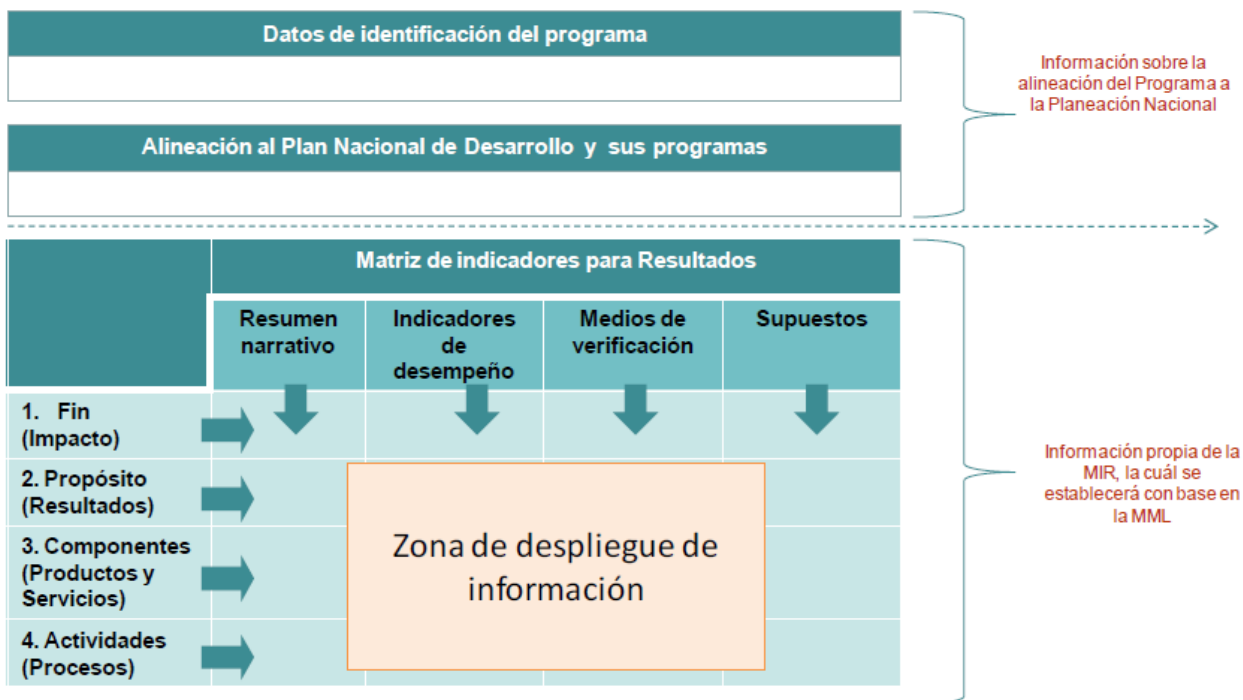 Datos de identificación del programa
Información sobre la
alineación del Programa a
la Planeación Nacional
Alineación al Plan Nacional de Desarrollo y sus programas
Matriz de indicadores para Resultados
Resumen
narrativo
Indicadores
de
desempeño
Medios de
verificación
Supuestos
1. Fin
(Impacto)
2. Propósito
(Resultados)
3. Componentes
(Productos y
Servicios)
4. Actividades
(Procesos)
Zona de despliegue de
información
Información propia de la
MIR, la cuál se
establecerá con base en
la MML